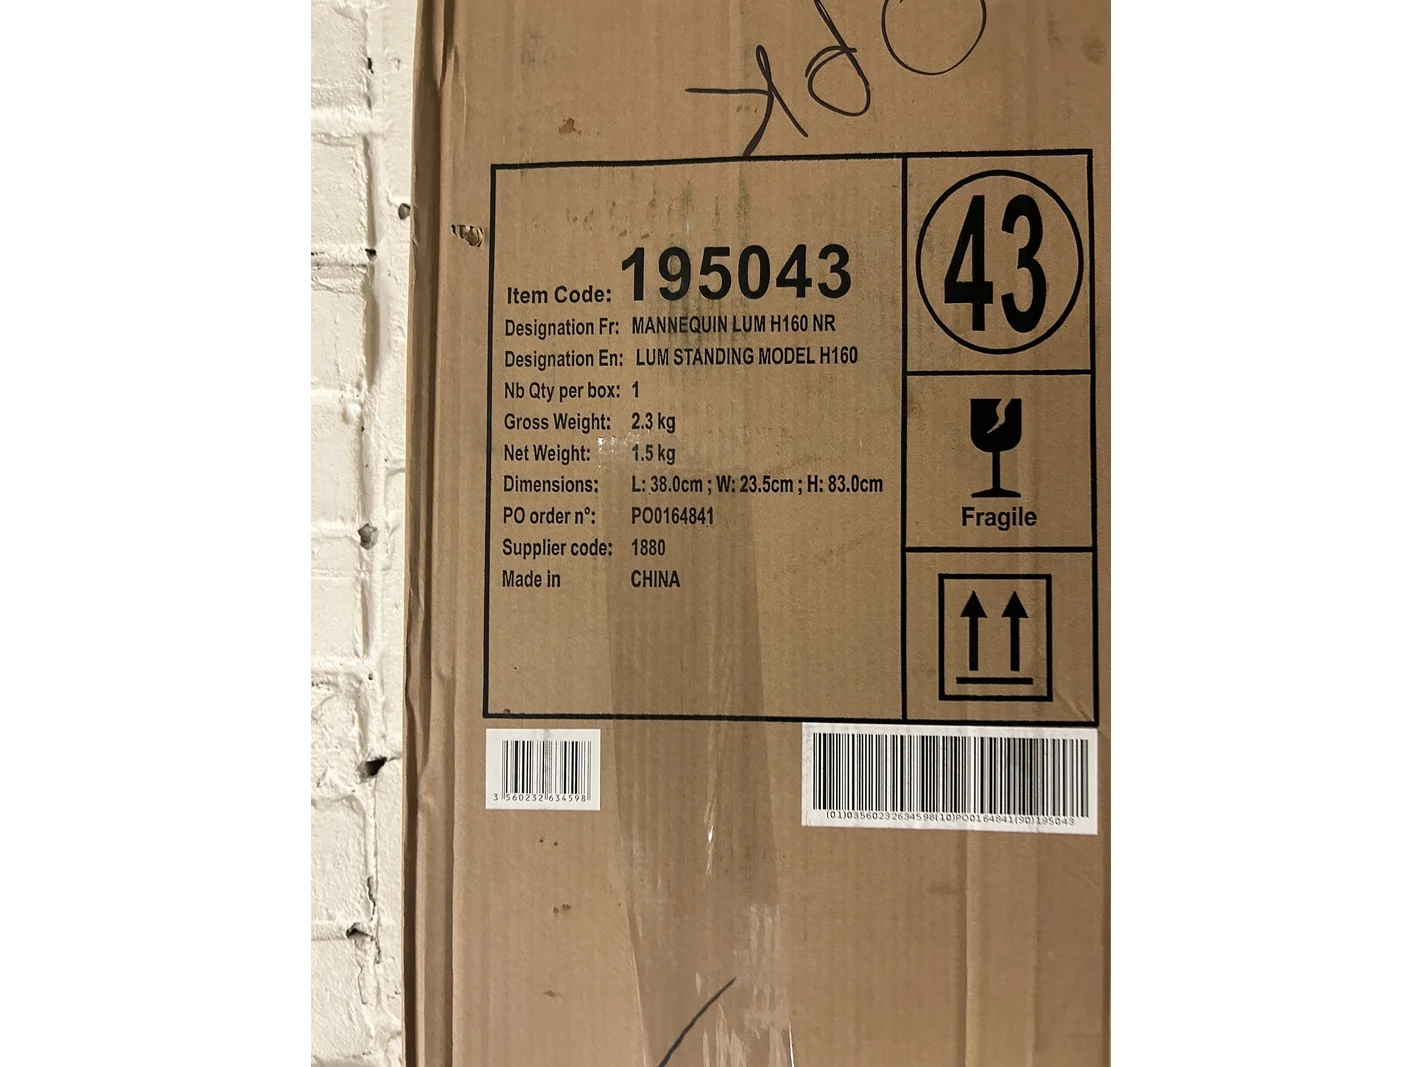 Item Code: 195043
Designation Fr: MANNEQUIN LUM H160 NR
Designation En: LUM STANDING MODEL H160
Nb Qty per box: 1
Gross Weight: 2.3 kg
Net Weight: 1.5 kg
Dimensions: L: 38.0cm ; W: 23.5cm ; H: 83.0cm
PO order n°: PO0164841
Supplier code: 1880
Made in CHINA
43
Fragile
3 560232 634598
(01)03560232634598(10)PO0164841(90)195043